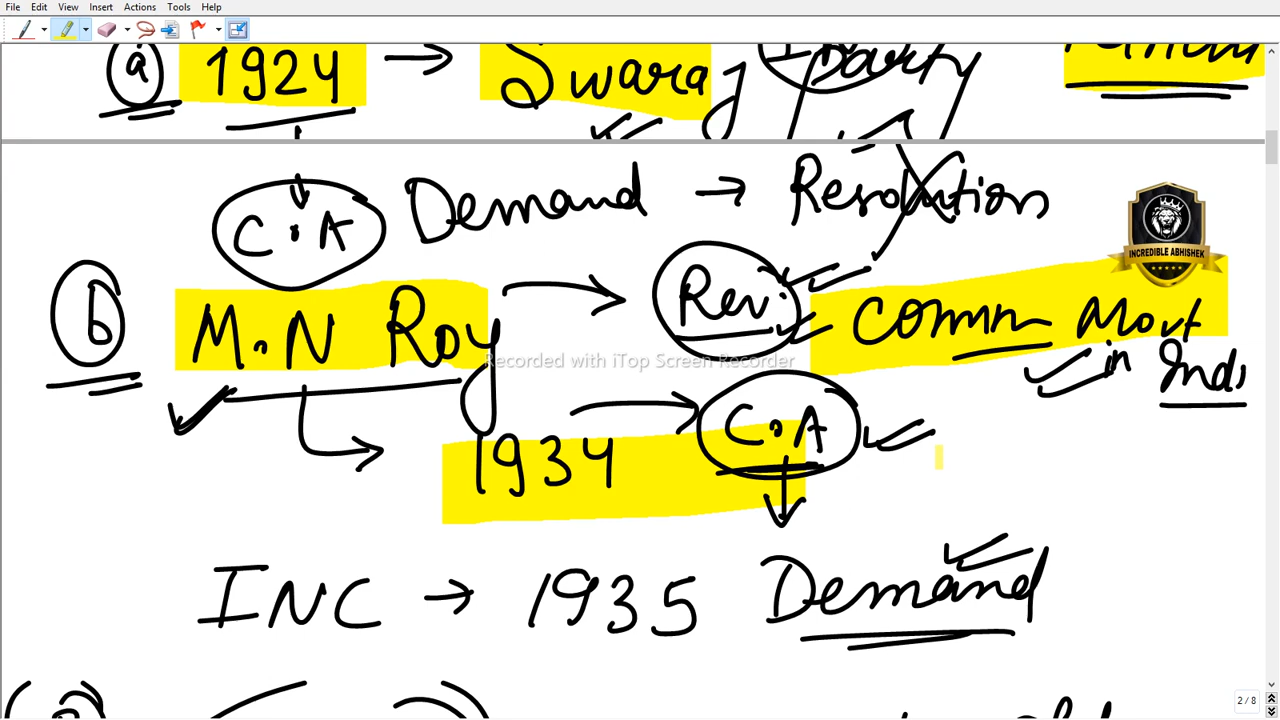 File Edit View Insert Actions Tools Help
a 1924 → Swaraj Party
C.A Demand → Resolution
INCREDIBLE ABHISHEK
b M.N Roy → Rev. Comm Movt
in Indi
Recorded with iTop Screen Recorder
→ 1934 → C.A
INC → 1935 Demand
2 / 8